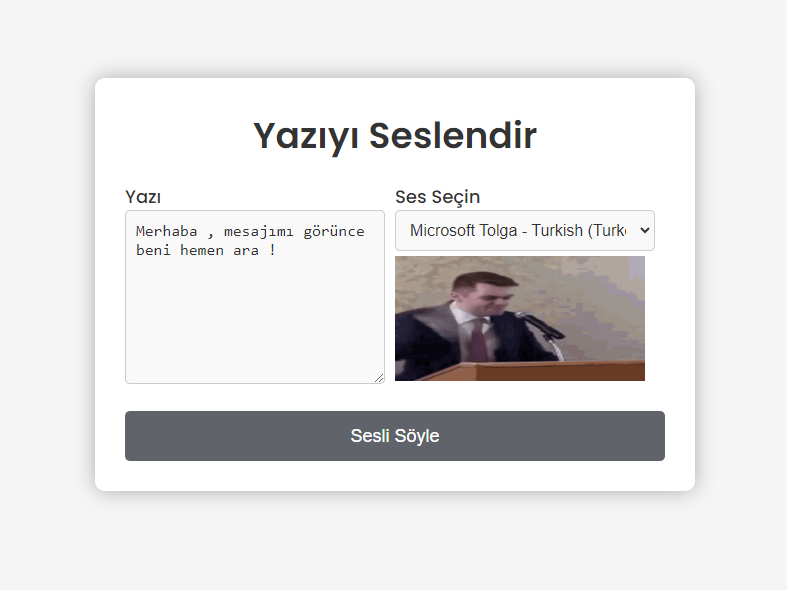 Yazıyı Seslendir
Yazı
Merhaba , mesajımı görünce
beni hemen ara !
Ses Seçin
Microsoft Tolga - Turkish (Turk
Sesli Söyle